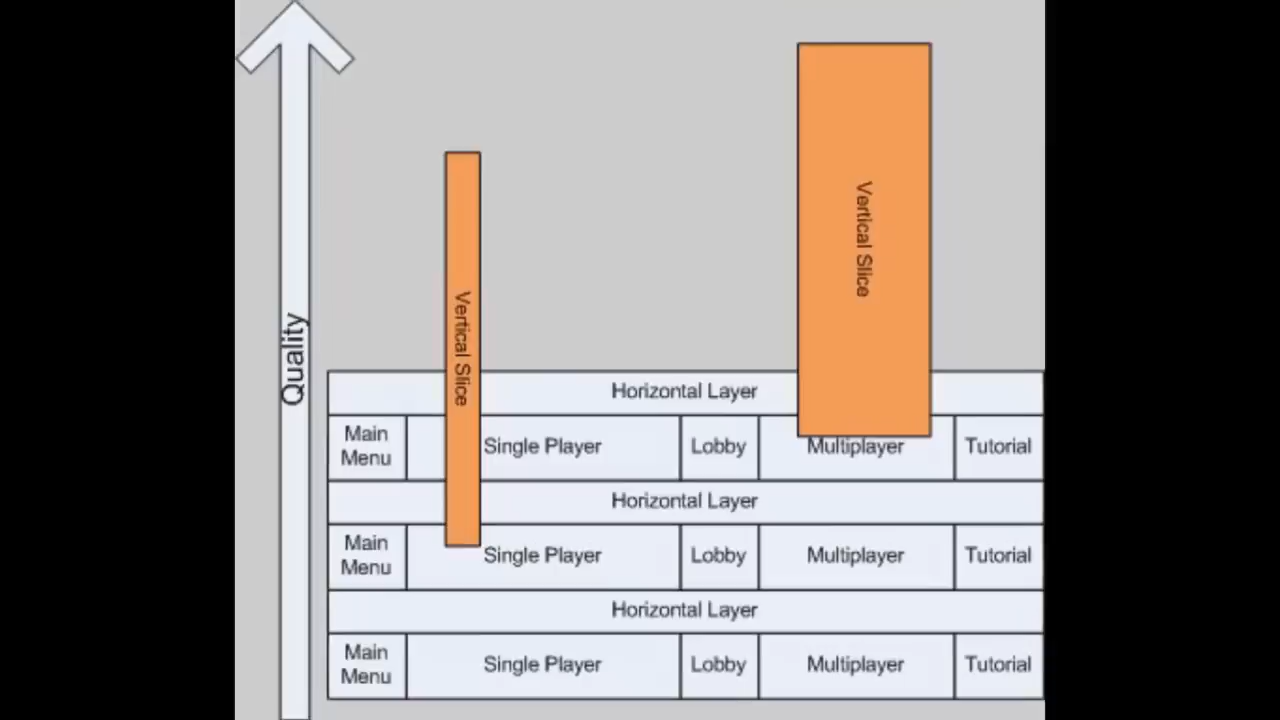 Quality
Vertical Slice
Vertical Slice
Horizontal Layer
Main
Menu
Single Player
Lobby
Multiplayer
Tutorial
Horizontal Layer
Main
Menu
Single Player
Lobby
Multiplayer
Tutorial
Horizontal Layer
Main
Menu
Single Player
Lobby
Multiplayer
Tutorial